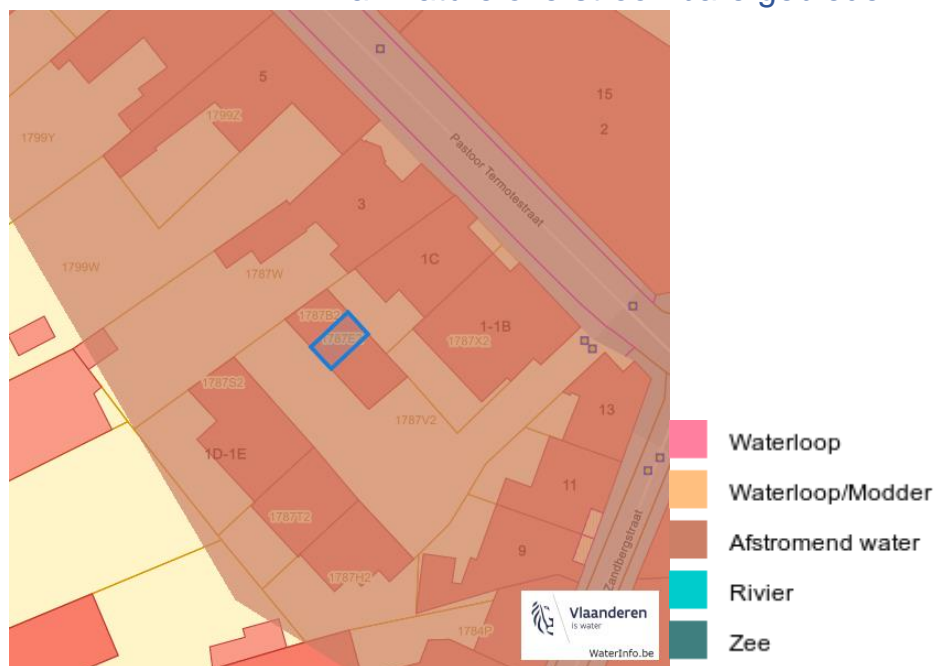 5
15
2
1799Z
1799Y
Pastoor Termotestraat
3
1C
1799W
1787W
1787B2
1787E2
1-1B
1787X2
1787S2
1787V2
13
1D-1E
11
1787T2
9
1787H2
1784P
Zandbergstraat
Vlaanderen
is water
WaterInfo.be
Waterloop
Waterloop/Modder
Afstromend water
Rivier
Zee